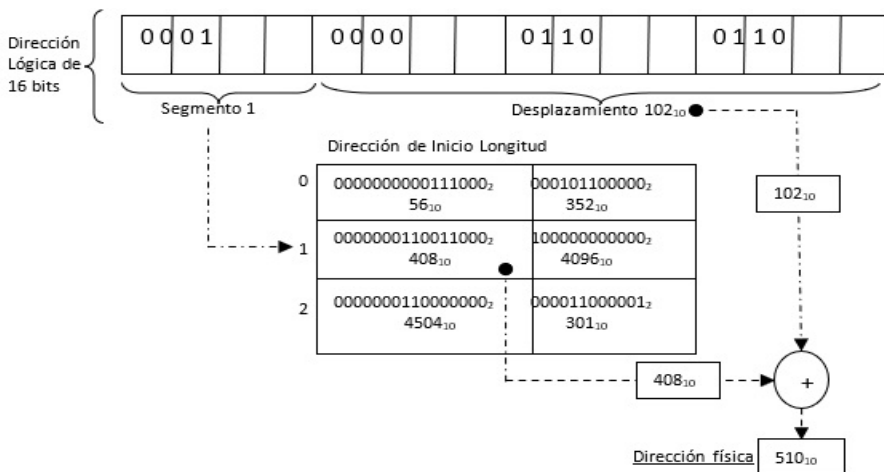 0 0 0 1 0 0 0 0 0 1 1 0 0 1 1 0
Dirección
Lógica de
16 bits
Segmento 1 Desplazamiento 102₁₀
Dirección de Inicio Longitud
0 0000000000111000₂ 000101100000₂
56₁₀ 352₁₀
102₁₀
1 0000000110011000₂ 100000000000₂
408₁₀ 4096₁₀
2 0000000110000000₂ 000011000001₂
4504₁₀ 301₁₀
408₁₀ +
Dirección física 510₁₀